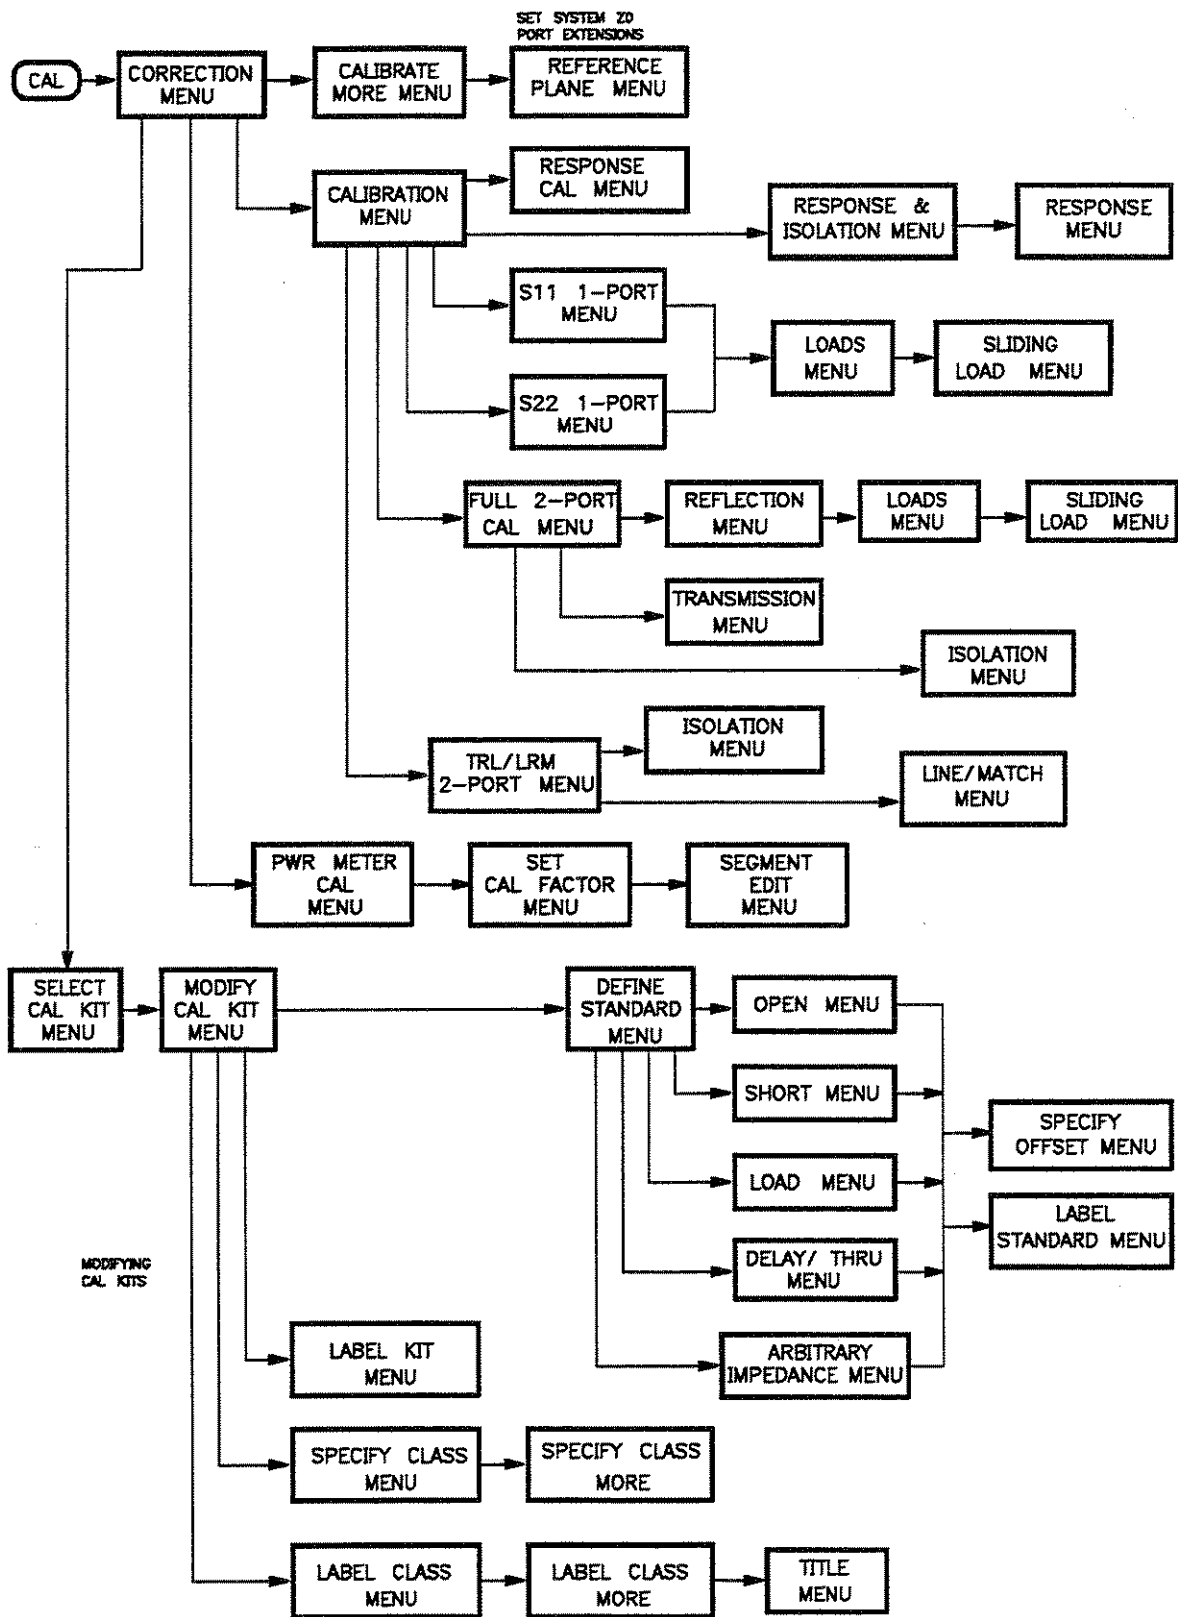 SET SYSTEM Z0
PORT EXTENSIONS
CAL
CORRECTION
MENU
CALIBRATE
MORE MENU
REFERENCE
PLANE MENU
RESPONSE
CAL MENU
CALIBRATION
MENU
RESPONSE &
ISOLATION MENU
RESPONSE
MENU
S11 1-PORT
MENU
LOADS
MENU
SLIDING
LOAD MENU
S22 1-PORT
MENU
FULL 2-PORT
CAL MENU
REFLECTION
MENU
LOADS
MENU
SLIDING
LOAD MENU
TRANSMISSION
MENU
ISOLATION
MENU
ISOLATION
MENU
TRL/LRM
2-PORT MENU
LINE/MATCH
MENU
PWR METER
CAL
MENU
SET
CAL FACTOR
MENU
SEGMENT
EDIT
MENU
SELECT
CAL KIT
MENU
MODIFY
CAL KIT
MENU
DEFINE
STANDARD
MENU
OPEN MENU
SHORT MENU
SPECIFY
OFFSET MENU
LOAD MENU
LABEL
STANDARD MENU
MODIFYING
CAL KITS
DELAY/ THRU
MENU
LABEL KIT
MENU
ARBITRARY
IMPEDANCE MENU
SPECIFY CLASS
MENU
SPECIFY CLASS
MORE
LABEL CLASS
MENU
LABEL CLASS
MORE
TITLE
MENU